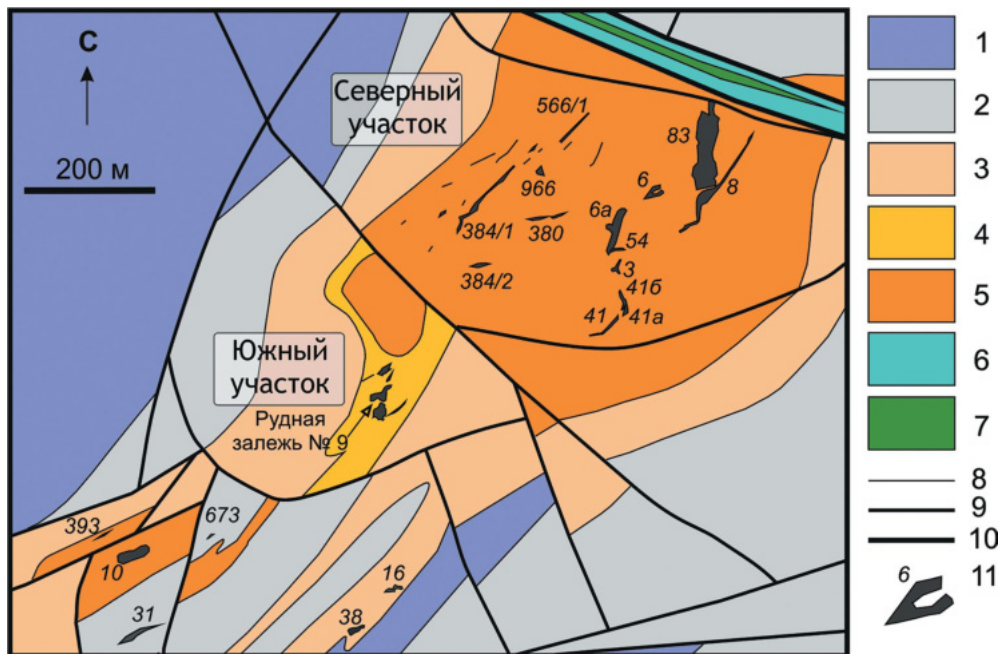 С
200 м
Северный
участок
566/1
83
966
6
8
6а
384/1
380
54
3
384/2
41б
41
41а
Южный
участок
Рудная
залежь № 9
393
673
10
16
31
38
1
2
3
4
5
6
7
8
9
10
6
11